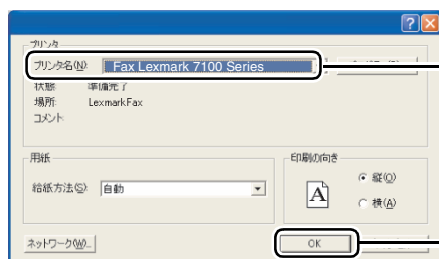 プリンタ
プリンタ名(N): Fax Lexmark 7100 Series
状態: 準備完了
場所: LexmarkFax
コメント:
用紙
印刷の向き
給紙方法(S): 自動
A
縦(O)
横(A)
ネットワーク(W)...
OK